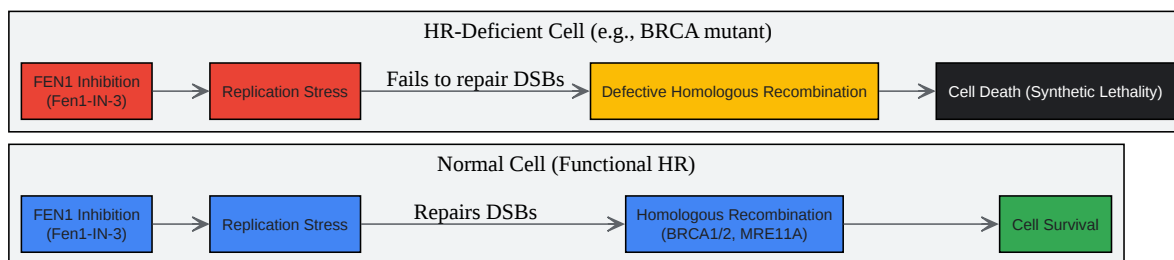 HR-Deficient Cell (e.g., BRCA mutant)
FEN1 Inhibition
(Fen1-IN-3)
Replication Stress
Fails to repair DSBs
Defective Homologous Recombination
Cell Death (Synthetic Lethality)
Normal Cell (Functional HR)
FEN1 Inhibition
(Fen1-IN-3)
Replication Stress
Repairs DSBs
Homologous Recombination
(BRCA1/2, MRE11A)
Cell Survival